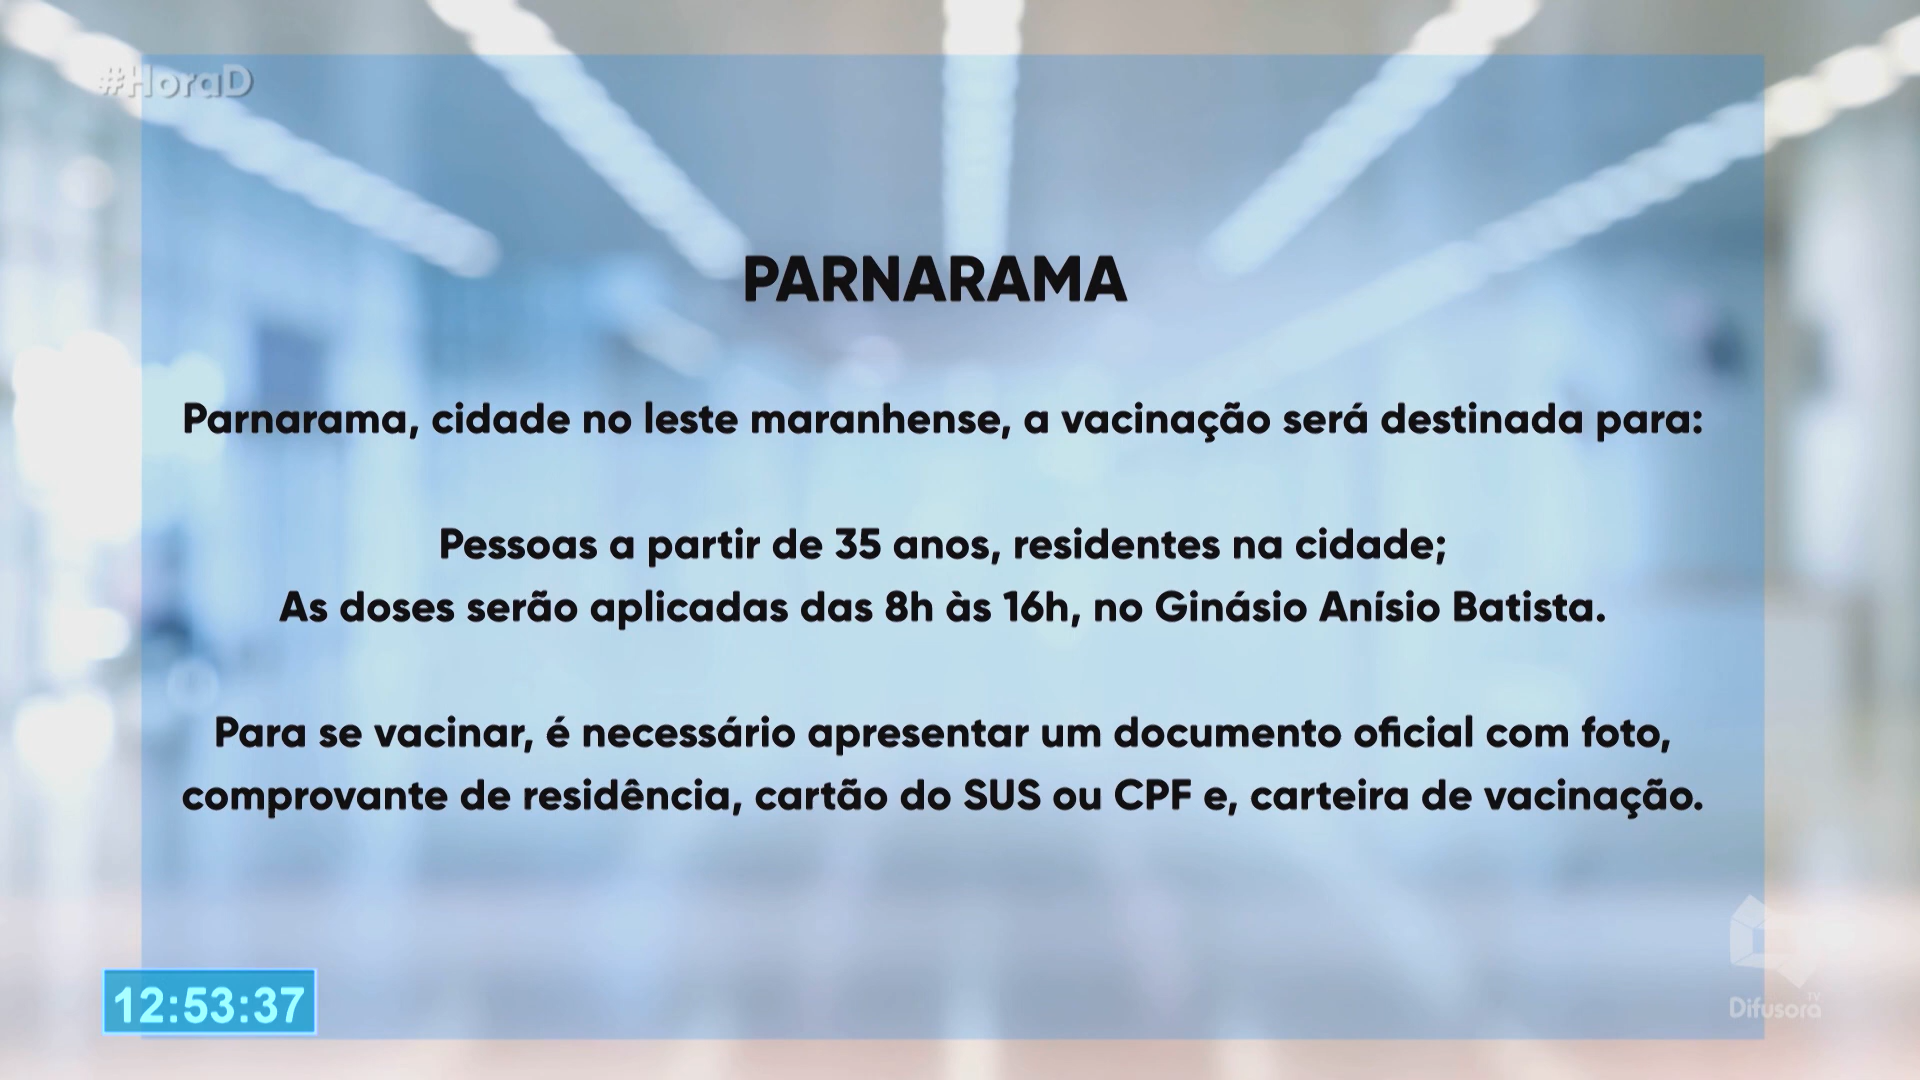 #HoraD
PARNARAMA
Parnarama, cidade no leste maranhense, a vacinação será destinada para:
Pessoas a partir de 35 anos, residentes na cidade;
As doses serão aplicadas das 8h às 16h, no Ginásio Anísio Batista.
Para se vacinar, é necessário apresentar um documento oficial com foto,
comprovante de residência, cartão do SUS ou CPF e, carteira de vacinação.
12:53:37
TV
Difusora